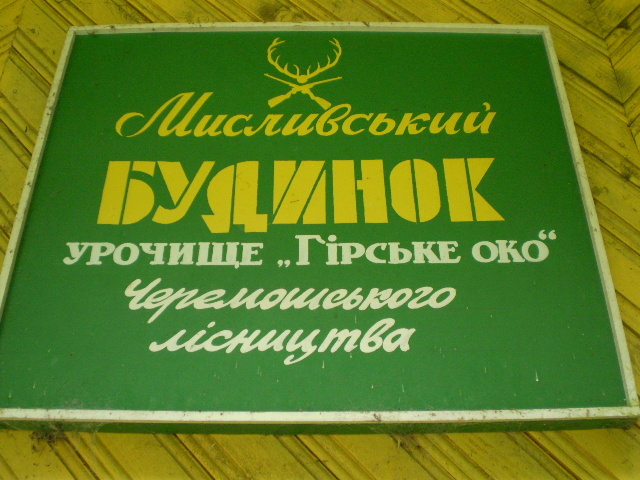 Мисливський
БУДИНОК
УРОЧИЩЕ „ГІРСЬКЕ ОКО“
Черемошського
лісництва